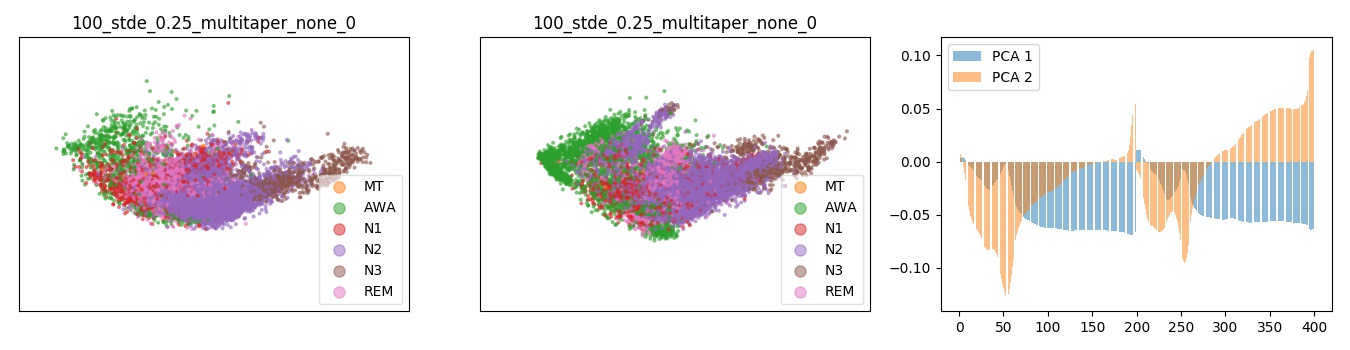 100_stde_0.25_multitaper_none_0
MT
AWA
N1
N2
N3
REM
100_stde_0.25_multitaper_none_0
MT
AWA
N1
N2
N3
REM
PCA 1
PCA 2
0.10
0.05
0.00
−0.05
−0.10
0 50 100 150 200 250 300 350 400